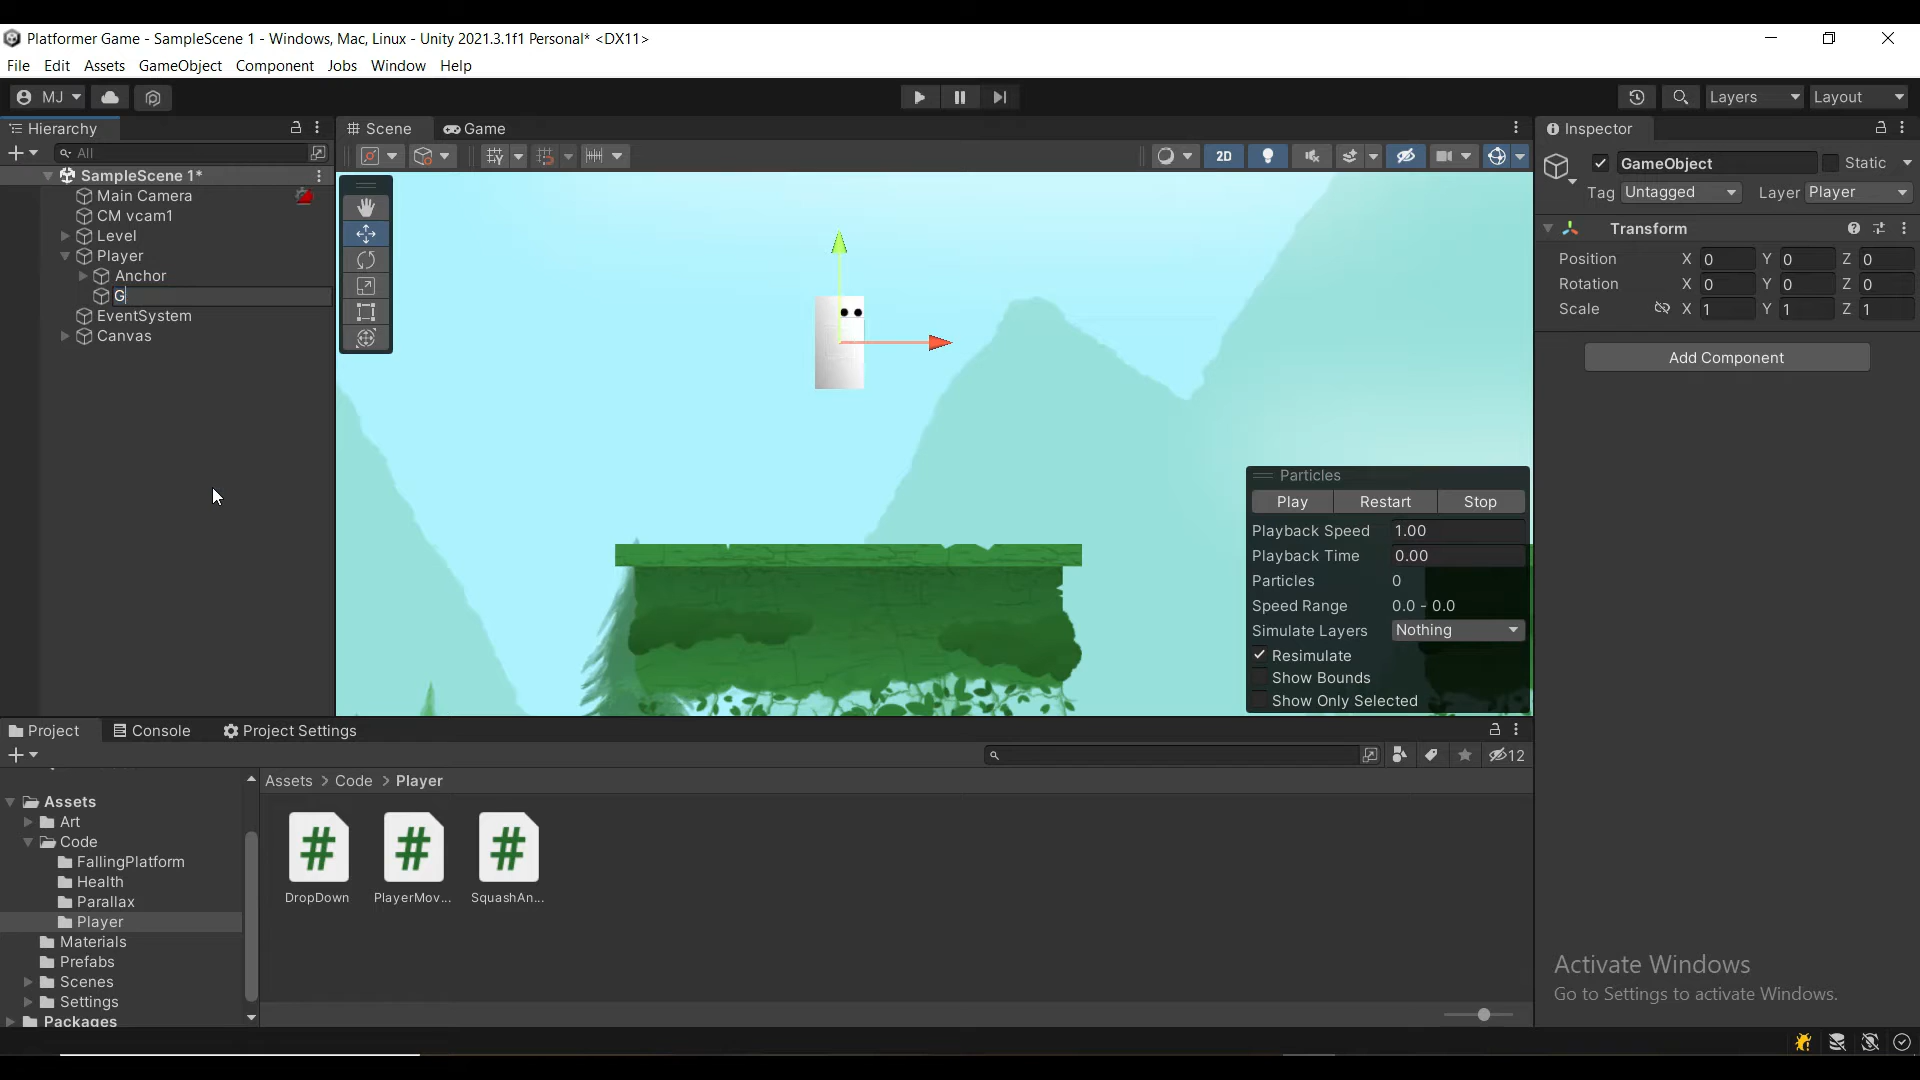 Platformer Game - SampleScene 1 - Windows, Mac, Linux - Unity 2021.3.1f1 Personal* <DX11>
File Edit Assets GameObject Component Jobs Window Help
MJ Layers Layout
Hierarchy
All
SampleScene 1*
Main Camera
CM vcam1
Level
Player
Anchor
G
EventSystem
Canvas
Scene Game
2D
Particles
Play Restart Stop
Playback Speed 1.00
Playback Time 0.00
Particles 0
Speed Range 0.0 - 0.0
Simulate Layers Nothing
Resimulate
Show Bounds
Show Only Selected
Inspector
GameObject Static
Tag Untagged Layer Player
Transform
Position X 0 Y 0 Z 0
Rotation X 0 Y 0 Z 0
Scale X 1 Y 1 Z 1
Add Component
Project Console Project Settings
12
Assets
Art
Code
FallingPlatform
Health
Parallax
Player
Materials
Prefabs
Scenes
Settings
Packages
Assets > Code > Player
DropDown PlayerMov... SquashAn...
Activate Windows
Go to Settings to activate Windows.